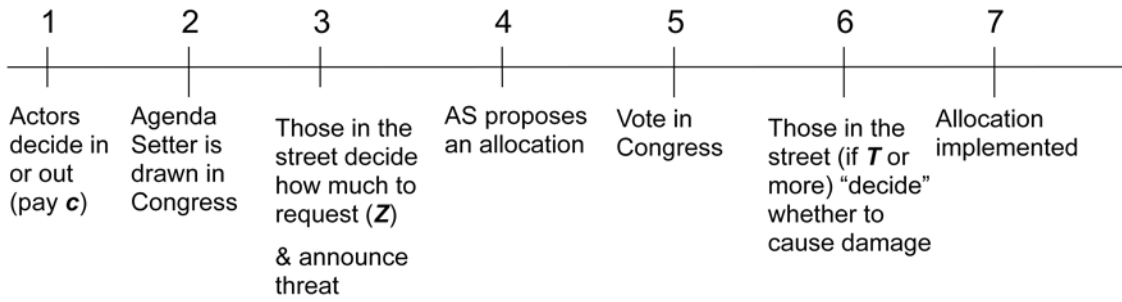 1
2
3
4
5
6
7
Actors
decide in
or out
(pay c)
Agenda
Setter is
drawn in
Congress
Those in the
street decide
how much to
request (Z)
& announce
threat
AS proposes
an allocation
Vote in
Congress
Those in the
street (if T or
more) “decide”
whether to
cause damage
Allocation
implemented